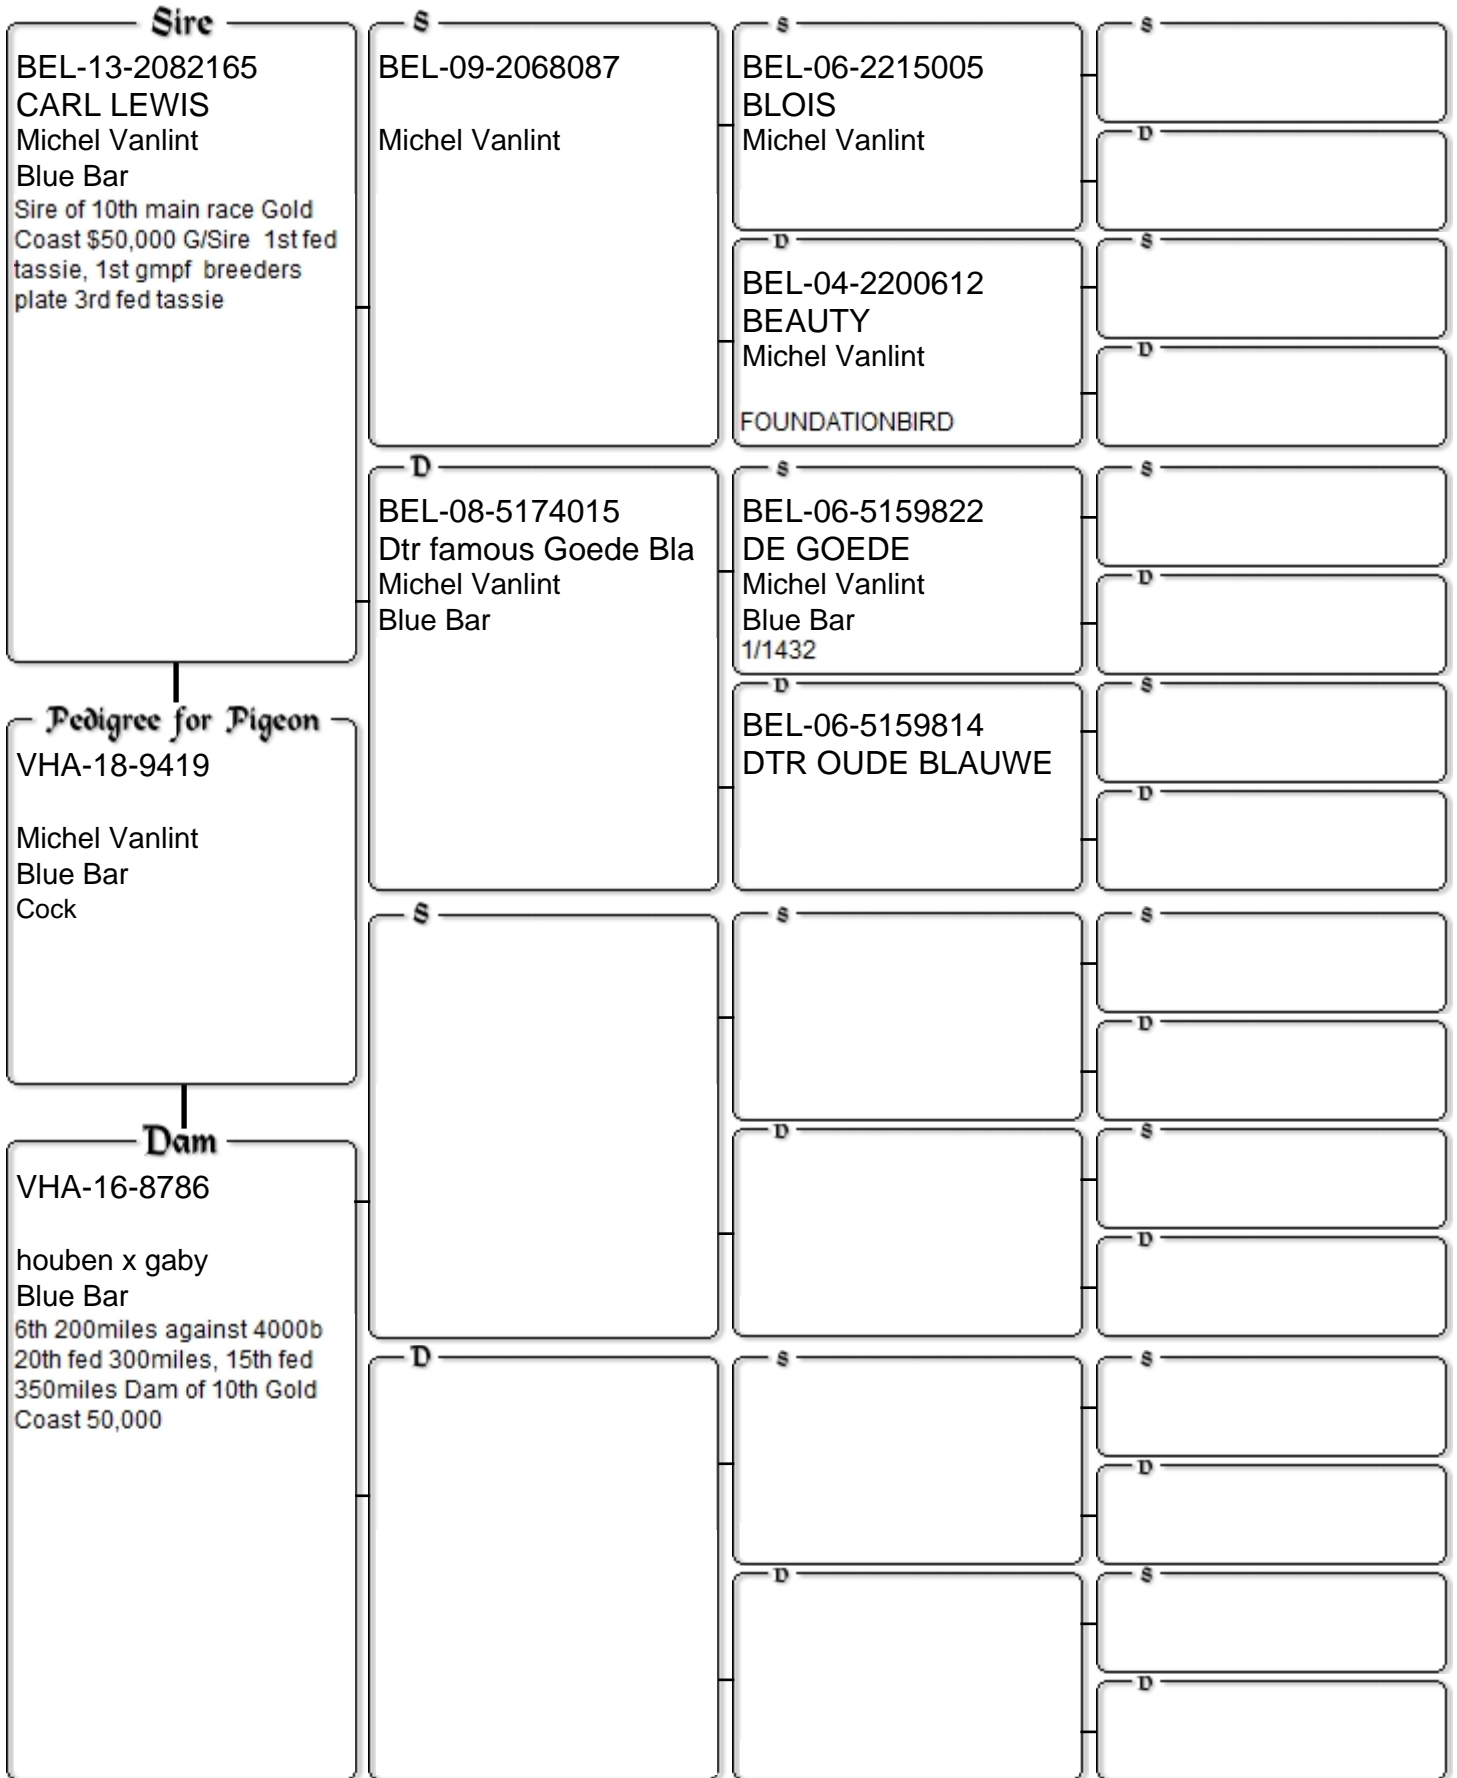 Sire
BEL-13-2082165
CARL LEWIS
Michel Vanlint
Blue Bar
Sire of 10th main race Gold
Coast $50,000 G/Sire  1st fed
tassie, 1st gmpf  breeders
plate 3rd fed tassie
Pedigree for Pigeon
VHA-18-9419
Michel Vanlint
Blue Bar
Cock
Dam
VHA-16-8786
houben x gaby
Blue Bar
6th 200miles against 4000b
20th fed 300miles, 15th fed
350miles Dam of 10th Gold
Coast 50,000
S
BEL-09-2068087
Michel Vanlint
D
BEL-08-5174015
Dtr famous Goede Bla
Michel Vanlint
Blue Bar
S
D
S
BEL-06-2215005
BLOIS
Michel Vanlint
D
BEL-04-2200612
BEAUTY
Michel Vanlint
FOUNDATIONBIRD
S
BEL-06-5159822
DE GOEDE
Michel Vanlint
Blue Bar
1/1432
D
BEL-06-5159814
DTR OUDE BLAUWE
S
D
S
D
S
D
S
D
S
D
S
D
S
D
S
D
S
D
S
D